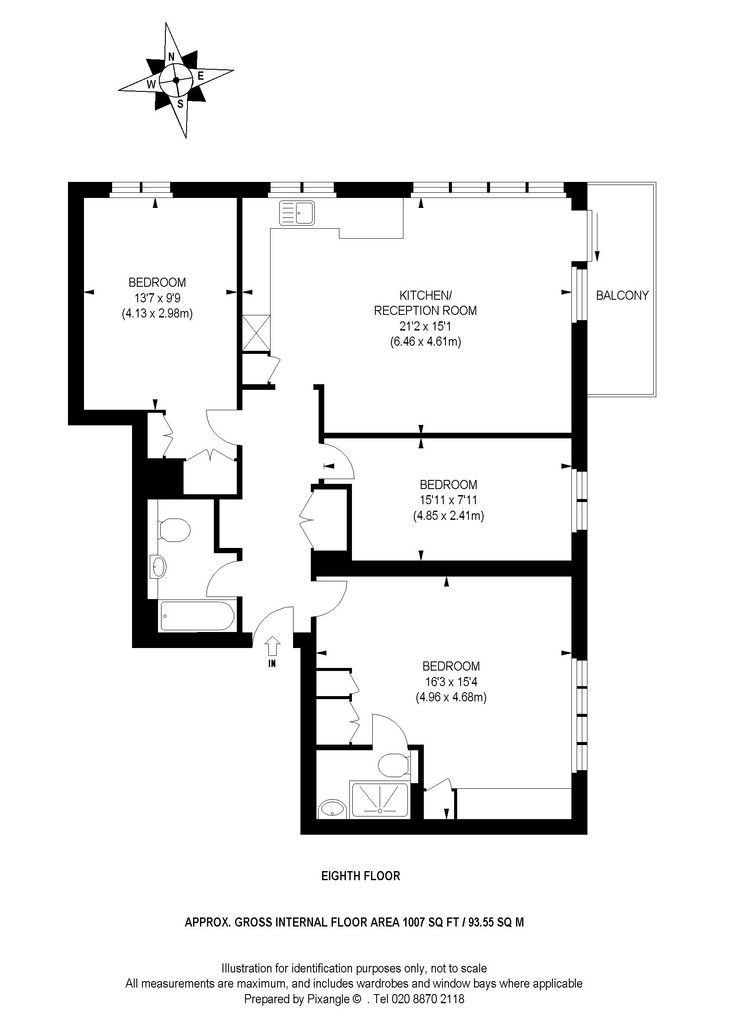 N
W
E
S
BEDROOM
13'7 x 9'9
(4.13 x 2.98m)
KITCHEN/
RECEPTION ROOM
21'2 x 15'1
(6.46 x 4.61m)
BALCONY
BEDROOM
15'11 x 7'11
(4.85 x 2.41m)
IN
BEDROOM
16'3 x 15'4
(4.96 x 4.68m)
EIGHTH FLOOR
APPROX. GROSS INTERNAL FLOOR AREA 1007 SQ FT / 93.55 SQ M
Illustration for identification purposes only, not to scale
All measurements are maximum, and includes wardrobes and window bays where applicable
Prepared by Pixangle © . Tel 020 8870 2118